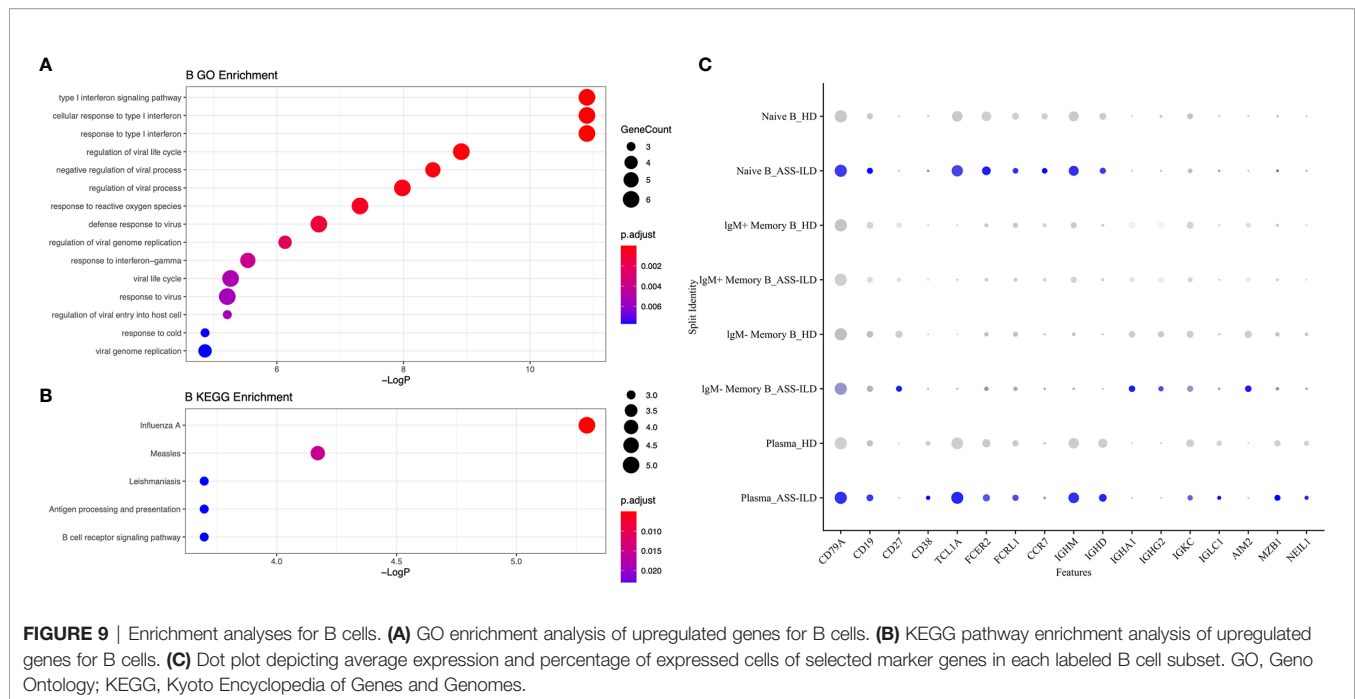 A
B GO Enrichment
type I interferon signaling pathway
cellular response to type I interferon
response to type I interferon
regulation of viral life cycle
negative regulation of viral process
regulation of viral process
response to reactive oxygen species
defense response to virus
regulation of viral genome replication
response to interferon-gamma
viral life cycle
response to virus
regulation of viral entry into host cell
response to cold
viral genome replication
6
8
10
−LogP
GeneCount
3
4
5
6
p.adjust
0.002
0.004
0.006
B
B KEGG Enrichment
Influenza A
Measles
Leishmaniasis
Antigen processing and presentation
B cell receptor signaling pathway
4.0
4.5
5.0
−LogP
3.0
3.5
4.0
4.5
5.0
p.adjust
0.010
0.015
0.020
C
Split Identity
Naive B_HD
Naive B_ASS-ILD
IgM+ Memory B_HD
IgM+ Memory B_ASS-ILD
IgM- Memory B_HD
IgM- Memory B_ASS-ILD
Plasma_HD
Plasma_ASS-ILD
CD79A
CD19
CD27
CD38
TCL1A
FCER2
FCRL1
CCR7
IGHM
IGHD
IGHA1
IGHG2
IGKC
IGLC1
AIM2
MZB1
NEIL1
Features
FIGURE 9 | Enrichment analyses for B cells. (A) GO enrichment analysis of upregulated genes for B cells. (B) KEGG pathway enrichment analysis of upregulated
genes for B cells. (C) Dot plot depicting average expression and percentage of expressed cells of selected marker genes in each labeled B cell subset. GO, Geno
Ontology; KEGG, Kyoto Encyclopedia of Genes and Genomes.